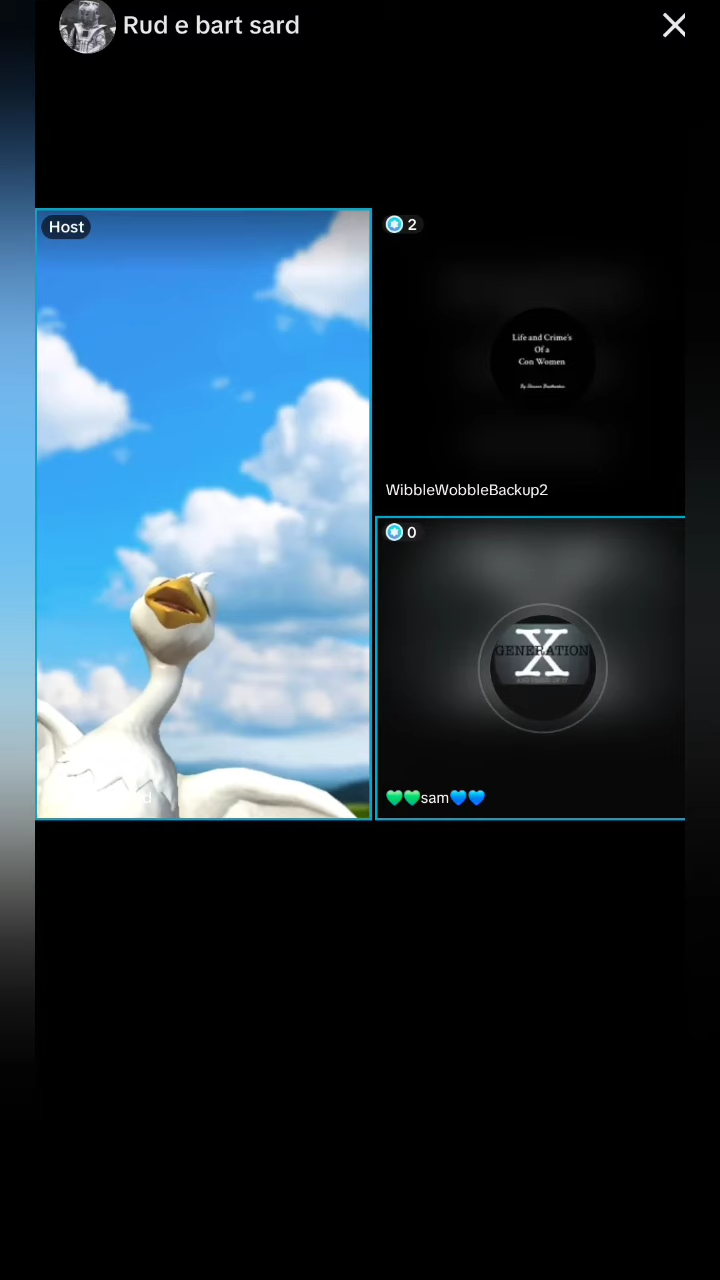 Rud e bart sard
Host
2
Life and Crime's
Of a
Con Women
WibbleWobbleBackup2
0
GENERATION
X
💚💚sam💙💙